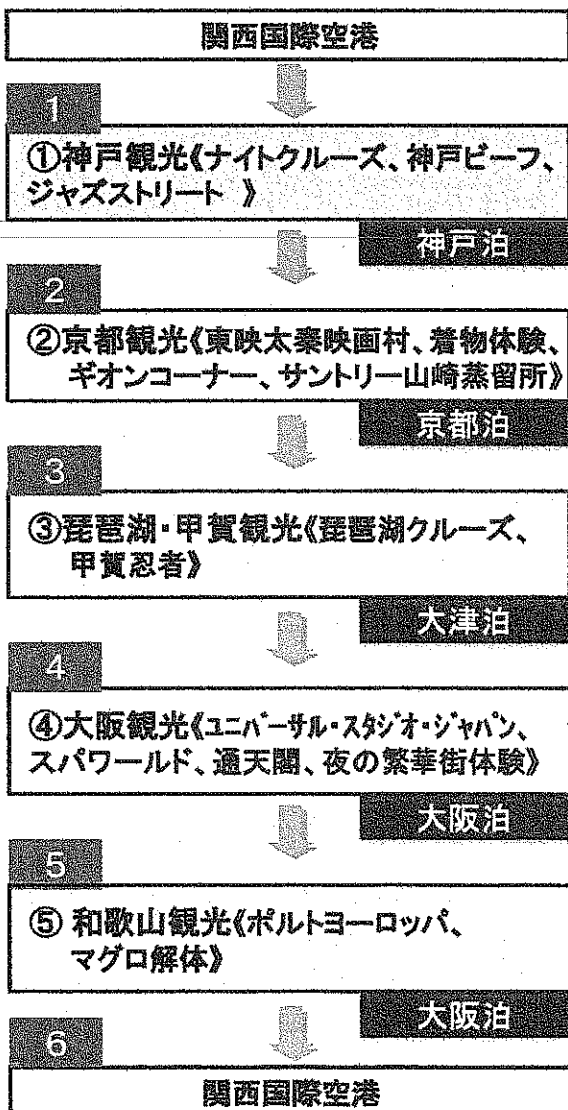 関西国際空港
1
①神戸観光《ナイトクルーズ、神戸ビーフ、
ジャズストリート 》
神戸泊
2
②京都観光《東映太秦映画村、着物体験、
ギオンコーナー、サントリー山崎蒸留所》
京都泊
3
③琵琶湖・甲賀観光《琵琶湖クルーズ、
甲賀忍者》
大津泊
4
④大阪観光《ユニバーサル・スタジオ・ジャパン、
スパワールド、通天閣、夜の繁華街体験》
大阪泊
5
⑤ 和歌山観光《ポルトヨーロッパ、
マグロ解体》
大阪泊
6
関西国際空港